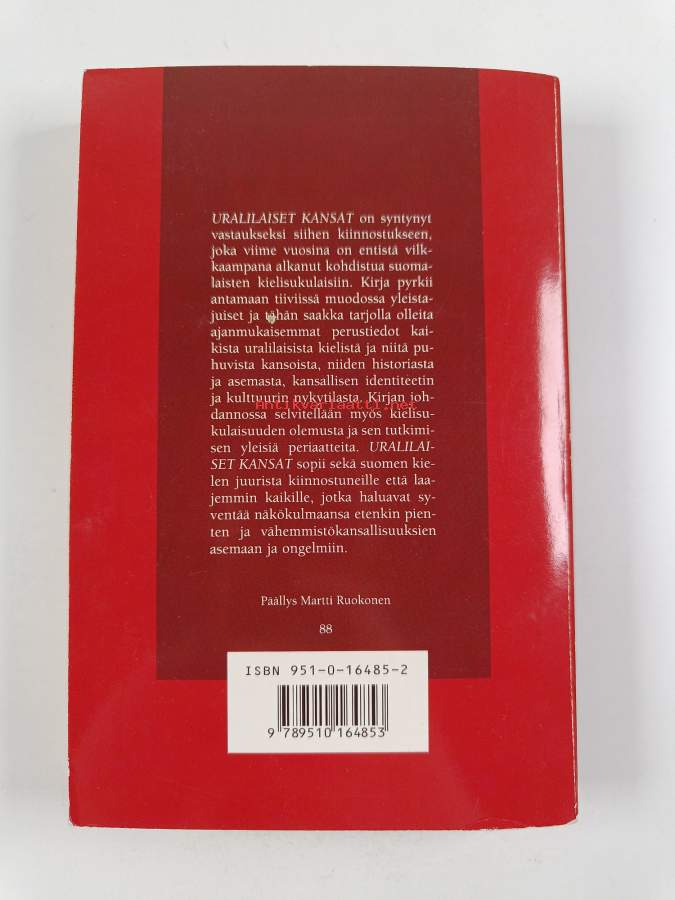 URALILAISET KANSAT on syntynyt
vastaukseksi siihen kiinnostukseen,
joka viime vuosina on entistä vilk-
kaampana alkanut kohdistua suoma-
laisten kielisukulaisiin. Kirja pyrkii
antamaan tiiviissä muodossa yleista-
juiset ja tähän saakka tarjolla olleita
ajanmukaisemmat perustiedot kai-
kista uralilaisista kielistä ja niitä pu-
huvista kansoista, niiden historiasta
ja asemasta, kansallisen identiteetin
ja kulttuurin nykytilasta. Kirjan joh-
Antikvariaatti.net
dannossa selvitellään myös kielisu-
kulaisuuden olemusta ja sen tutkimi-
sen yleisiä periaatteita. URALILAI-
SET KANSAT sopii sekä suomen kie-
len juurista kiinnostuneille että laa-
jemmin kaikille, jotka haluavat sy-
ventää näkökulmaansa etenkin pien-
ten ja vähemmistökansallisuuksien
asemaan ja ongelmiin.
Päällys Martti Ruokonen
88
ISBN 951-0-16485-2
9 789510 164853